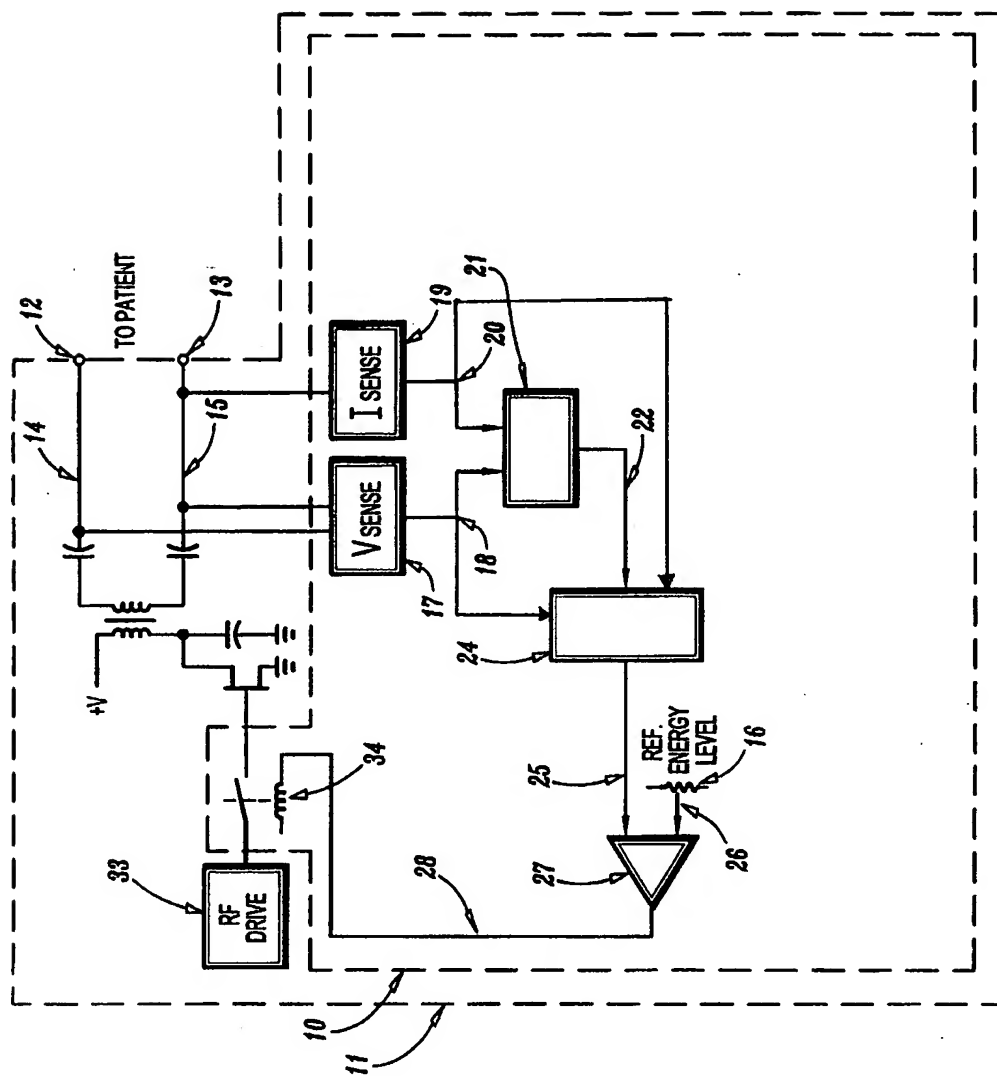 11
10
33
RF
DRIVE
34
+V
14
15
12
TO PATIENT
13
V SENSE
17
I SENSE
19
18
20
21
22
24
25
REF.
ENERGY
LEVEL
16
26
27
28